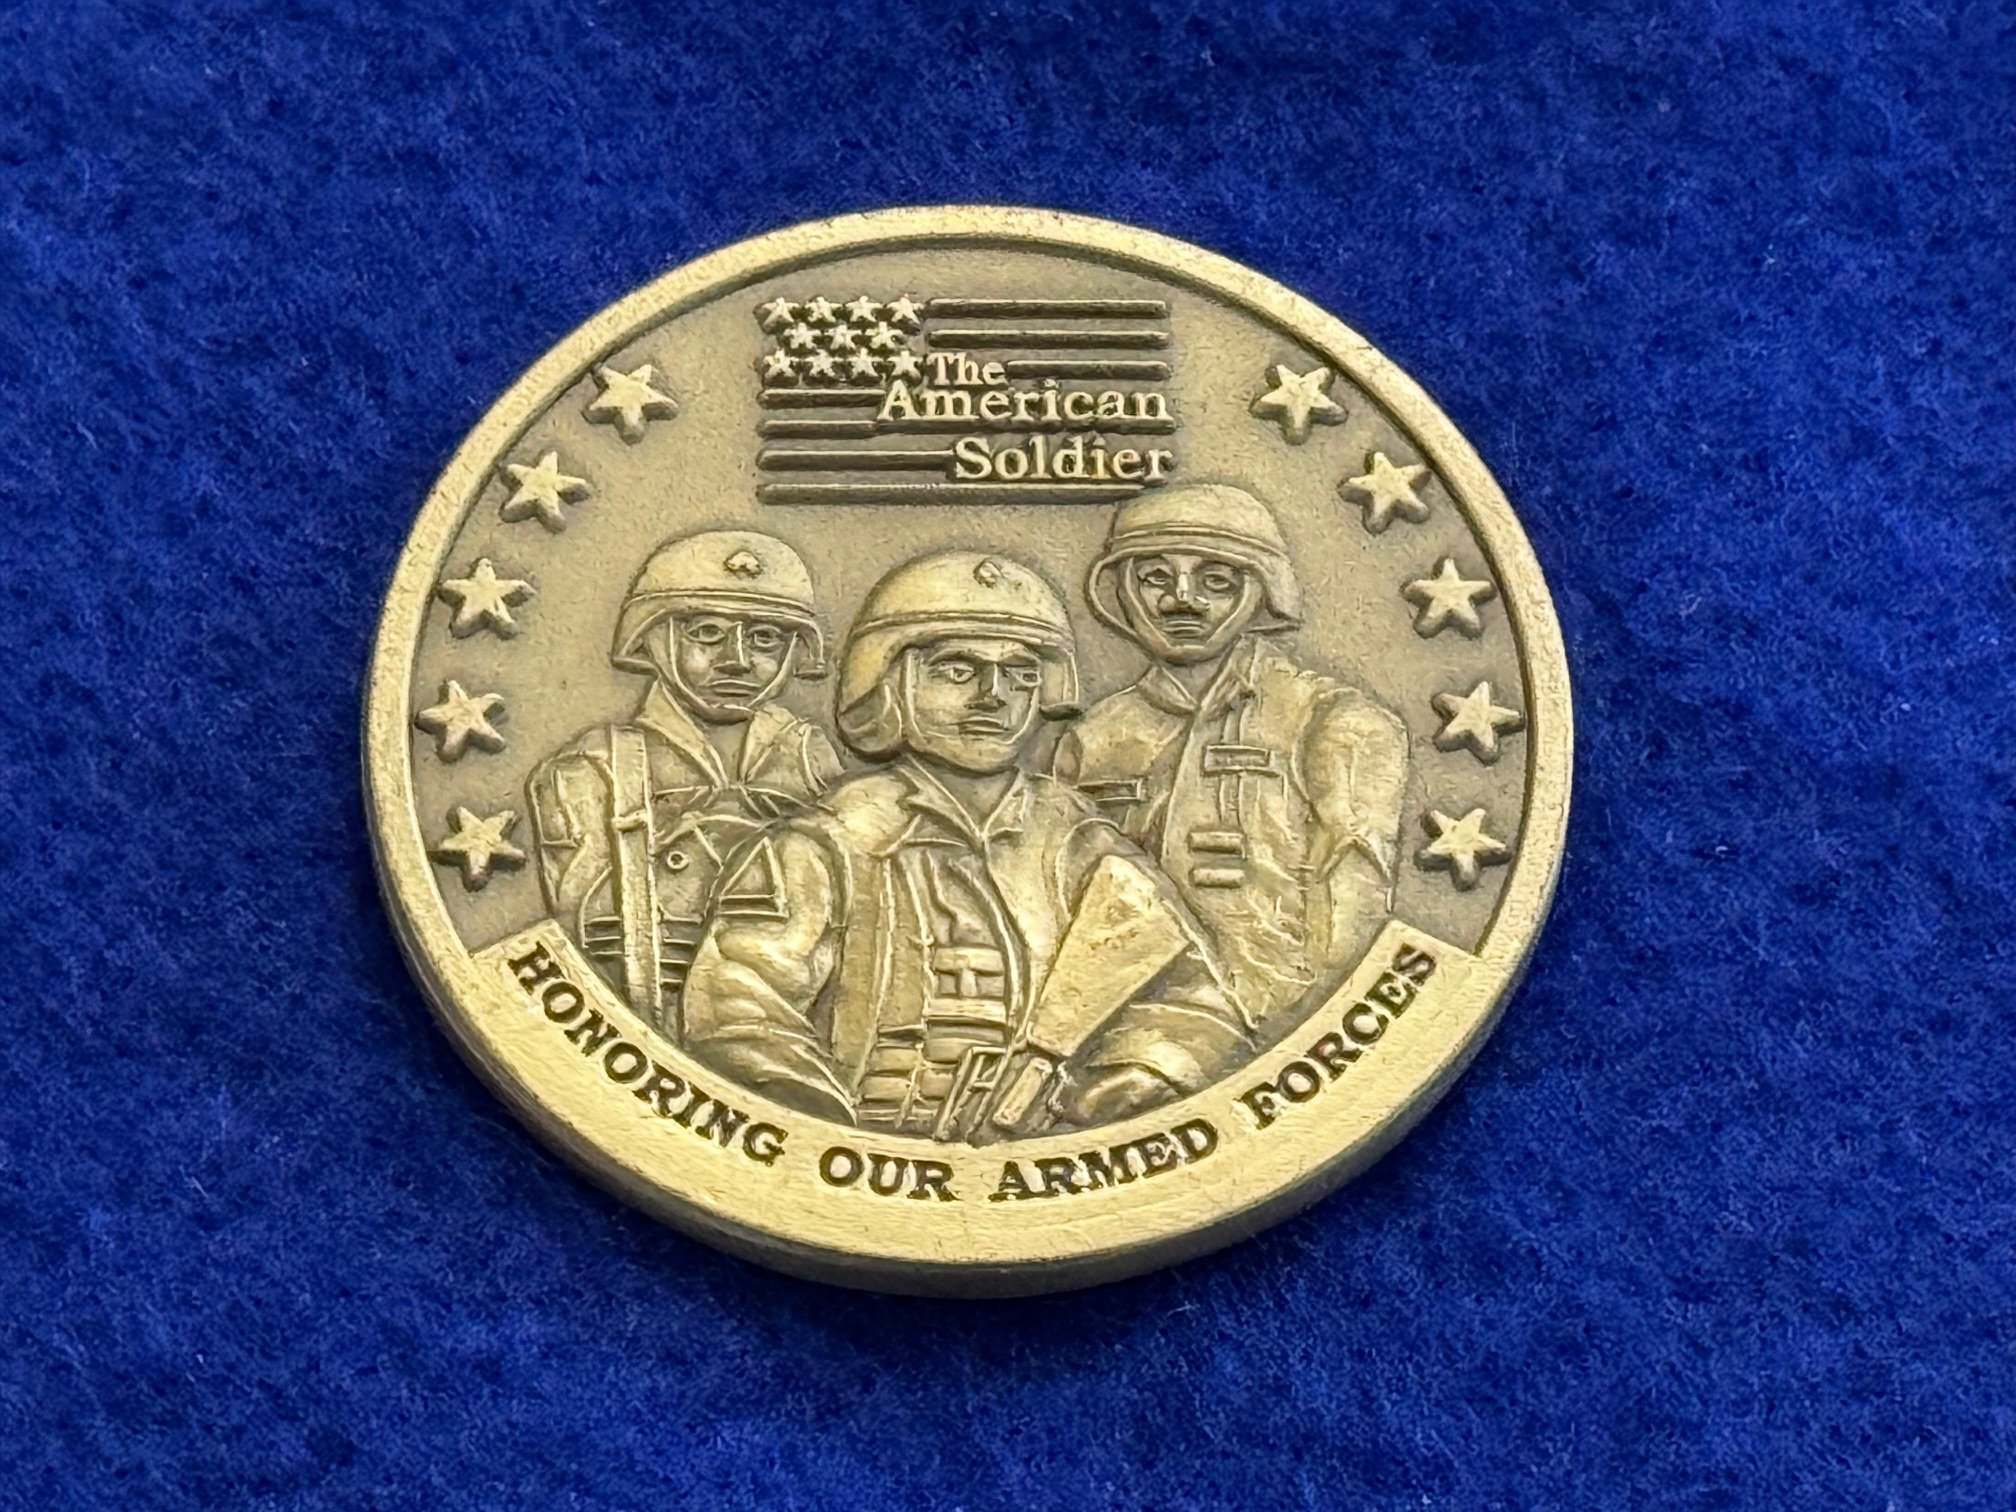 The
American
Soldier
HONORING OUR ARMED FORCES